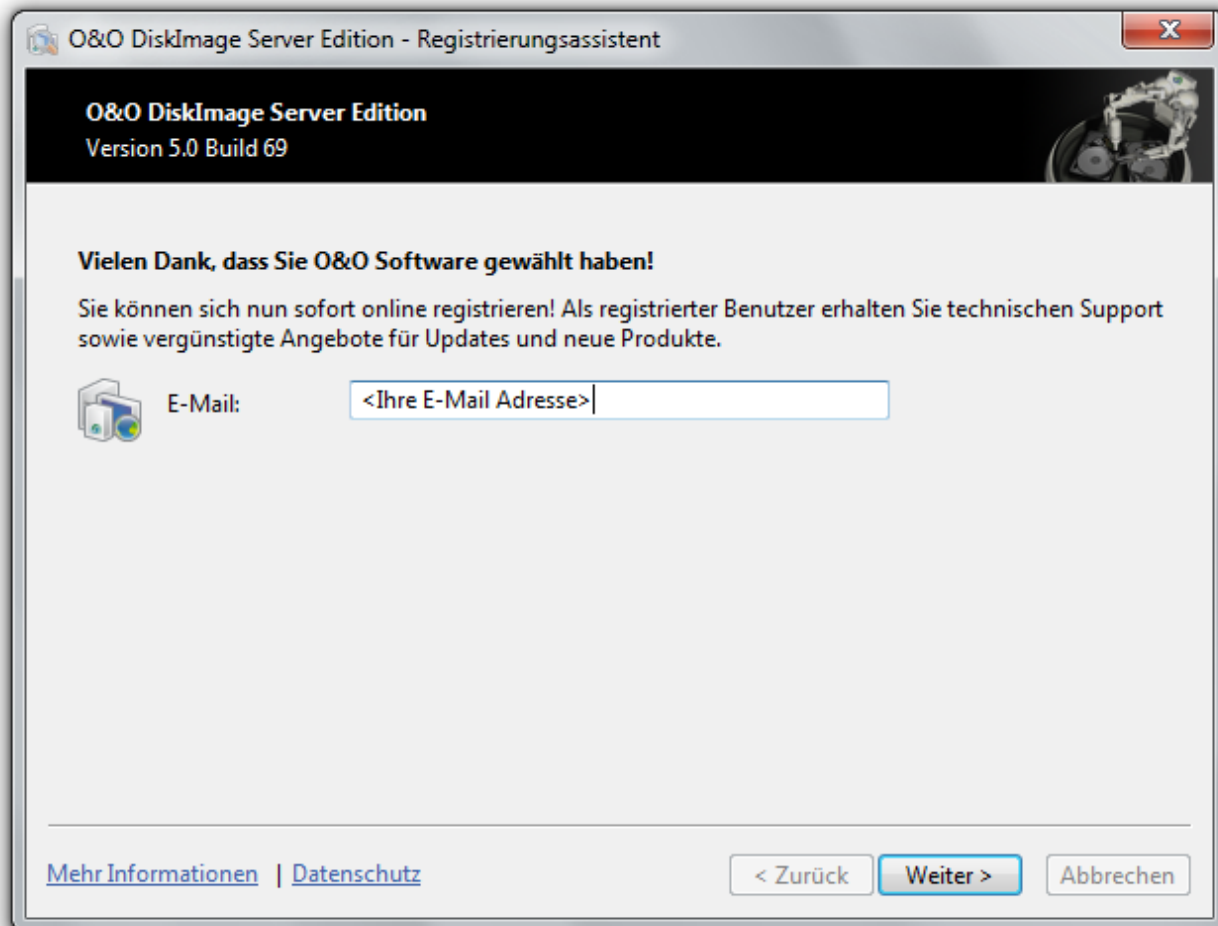 O&O DiskImage Server Edition - Registrierungsassistent
O&O DiskImage Server Edition
Version 5.0 Build 69
Vielen Dank, dass Sie O&O Software gewählt haben!
Sie können sich nun sofort online registrieren! Als registrierter Benutzer erhalten Sie technischen Support
sowie vergünstigte Angebote für Updates und neue Produkte.
E-Mail: <Ihre E-Mail Adresse>
Mehr Informationen | Datenschutz < Zurück Weiter > Abbrechen